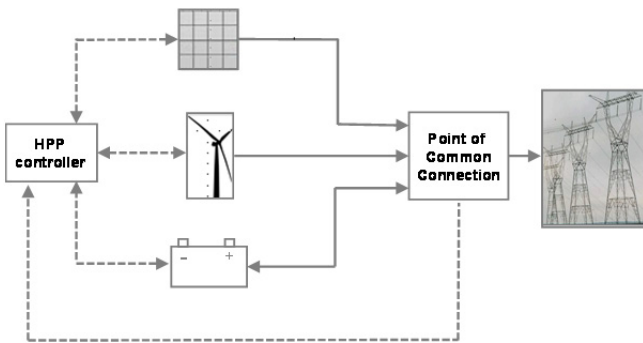 HPP
controller
Point of
Common
Connection
- +